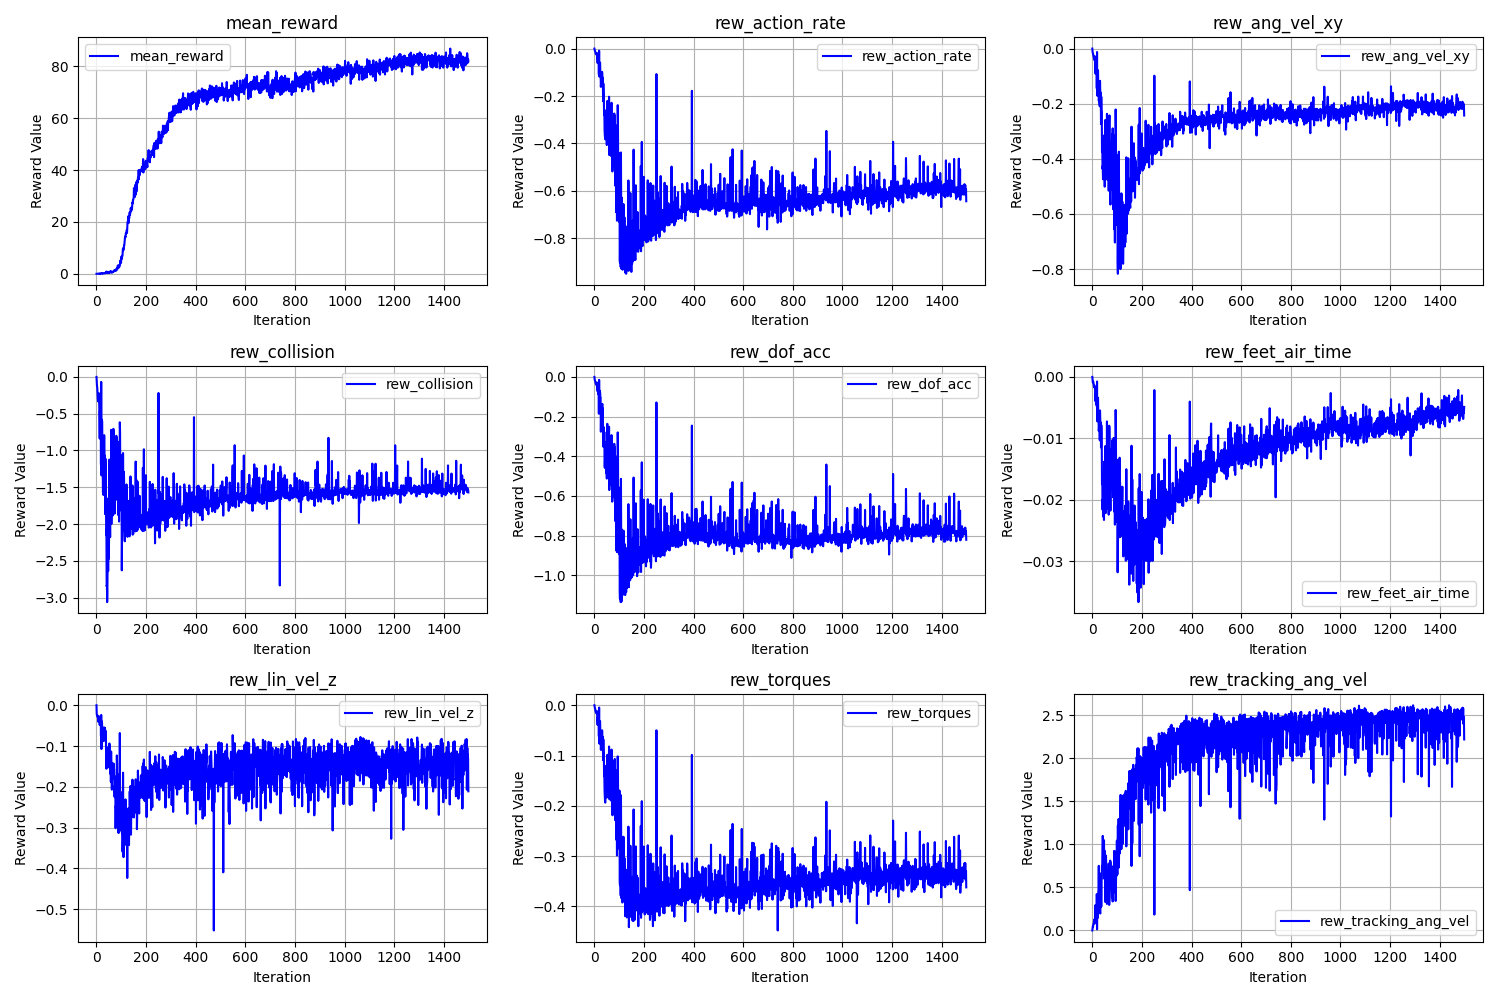 mean_reward
mean_reward
Reward Value
80
60
40
20
0
0 200 400 600 800 1000 1200 1400
Iteration
rew_action_rate
rew_action_rate
Reward Value
0.0
−0.2
−0.4
−0.6
−0.8
0 200 400 600 800 1000 1200 1400
Iteration
rew_ang_vel_xy
rew_ang_vel_xy
Reward Value
0.0
−0.2
−0.4
−0.6
−0.8
0 200 400 600 800 1000 1200 1400
Iteration
rew_collision
rew_collision
Reward Value
0.0
−0.5
−1.0
−1.5
−2.0
−2.5
−3.0
0 200 400 600 800 1000 1200 1400
Iteration
rew_dof_acc
rew_dof_acc
Reward Value
0.0
−0.2
−0.4
−0.6
−0.8
−1.0
0 200 400 600 800 1000 1200 1400
Iteration
rew_feet_air_time
Reward Value
0.00
−0.01
−0.02
−0.03
rew_feet_air_time
0 200 400 600 800 1000 1200 1400
Iteration
rew_lin_vel_z
rew_lin_vel_z
Reward Value
0.0
−0.1
−0.2
−0.3
−0.4
−0.5
0 200 400 600 800 1000 1200 1400
Iteration
rew_torques
rew_torques
Reward Value
0.0
−0.1
−0.2
−0.3
−0.4
0 200 400 600 800 1000 1200 1400
Iteration
rew_tracking_ang_vel
Reward Value
2.5
2.0
1.5
1.0
0.5
0.0
rew_tracking_ang_vel
0 200 400 600 800 1000 1200 1400
Iteration